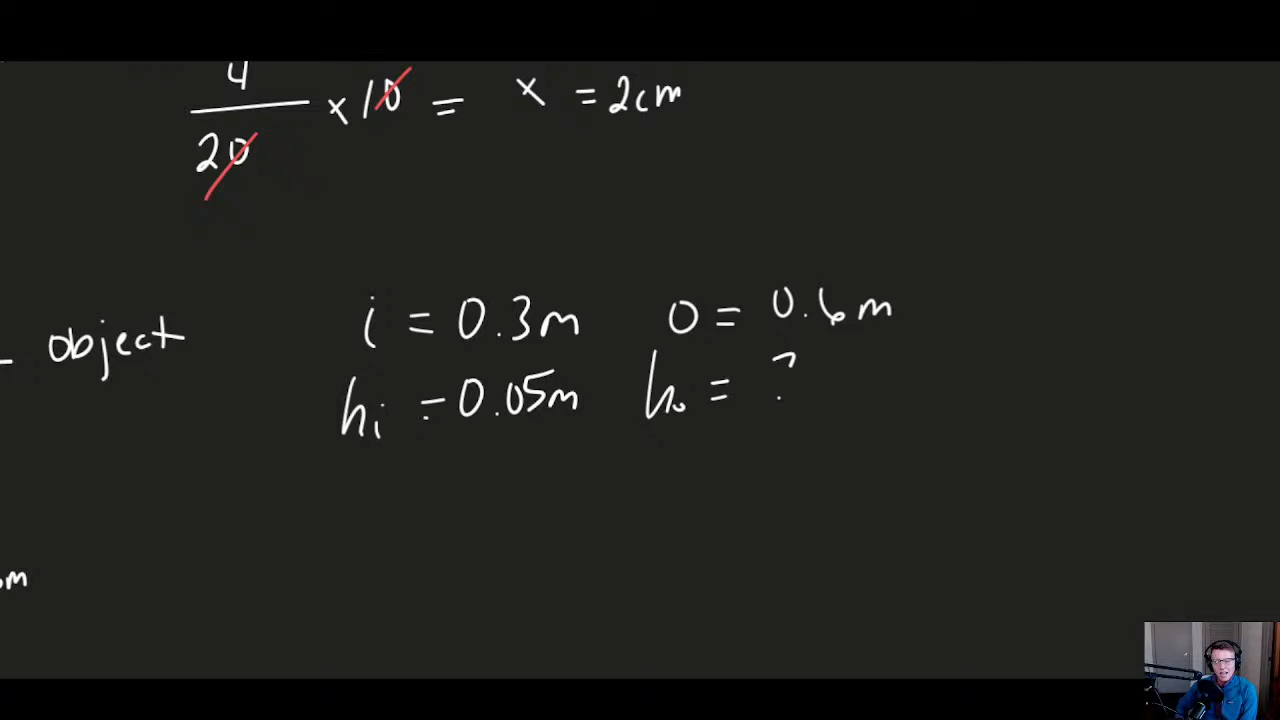 4
x 10 = x = 2cm
20
object
i = 0.3m o = 0.6m
hi = 0.05m ho = ?